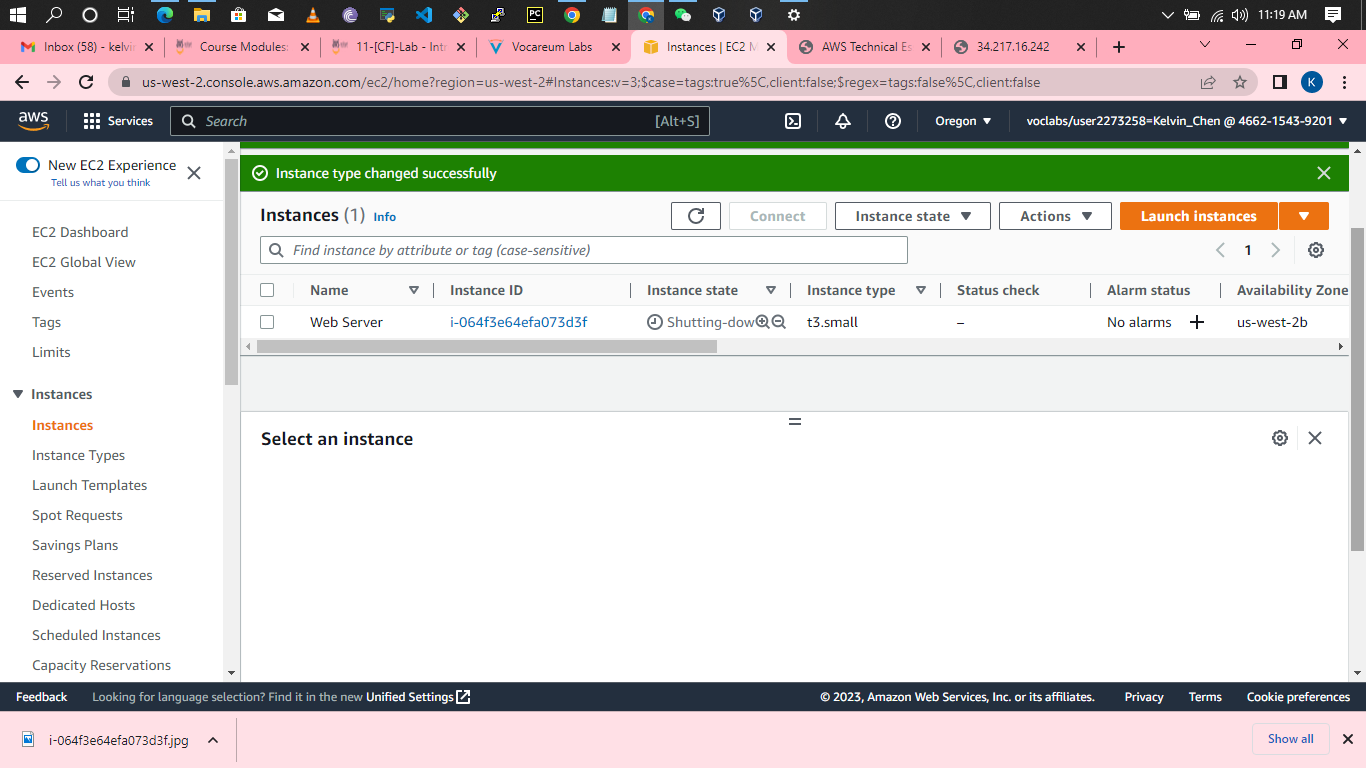 11:19 AM
Inbox (58) - kelvin
Course Modules:
11-[CF]-Lab - Intr
Vocareum Labs
Instances | EC2 M
AWS Technical Es
34.217.16.242
us-west-2.console.aws.amazon.com/ec2/home?region=us-west-2#Instances:v=3;$case=tags:true%5C,client:false;$regex=tags:false%5C,client:false
K
aws
Services
Search
[Alt+S]
Oregon
voclabs/user2273258=Kelvin_Chen @ 4662-1543-9201
New EC2 Experience
Tell us what you think
EC2 Dashboard
EC2 Global View
Events
Tags
Limits
Instances
Instances
Instance Types
Launch Templates
Spot Requests
Savings Plans
Reserved Instances
Dedicated Hosts
Scheduled Instances
Capacity Reservations
Instance type changed successfully
Instances (1) Info
Connect
Instance state
Actions
Launch instances
Find instance by attribute or tag (case-sensitive)
1
Name Instance ID Instance state Instance type Status check Alarm status Availability Zone
Web Server i-064f3e64efa073d3f Shutting-dow t3.small – No alarms + us-west-2b
Select an instance
Feedback
Looking for language selection? Find it in the new Unified Settings
© 2023, Amazon Web Services, Inc. or its affiliates.
Privacy
Terms
Cookie preferences
i-064f3e64efa073d3f.jpg
Show all